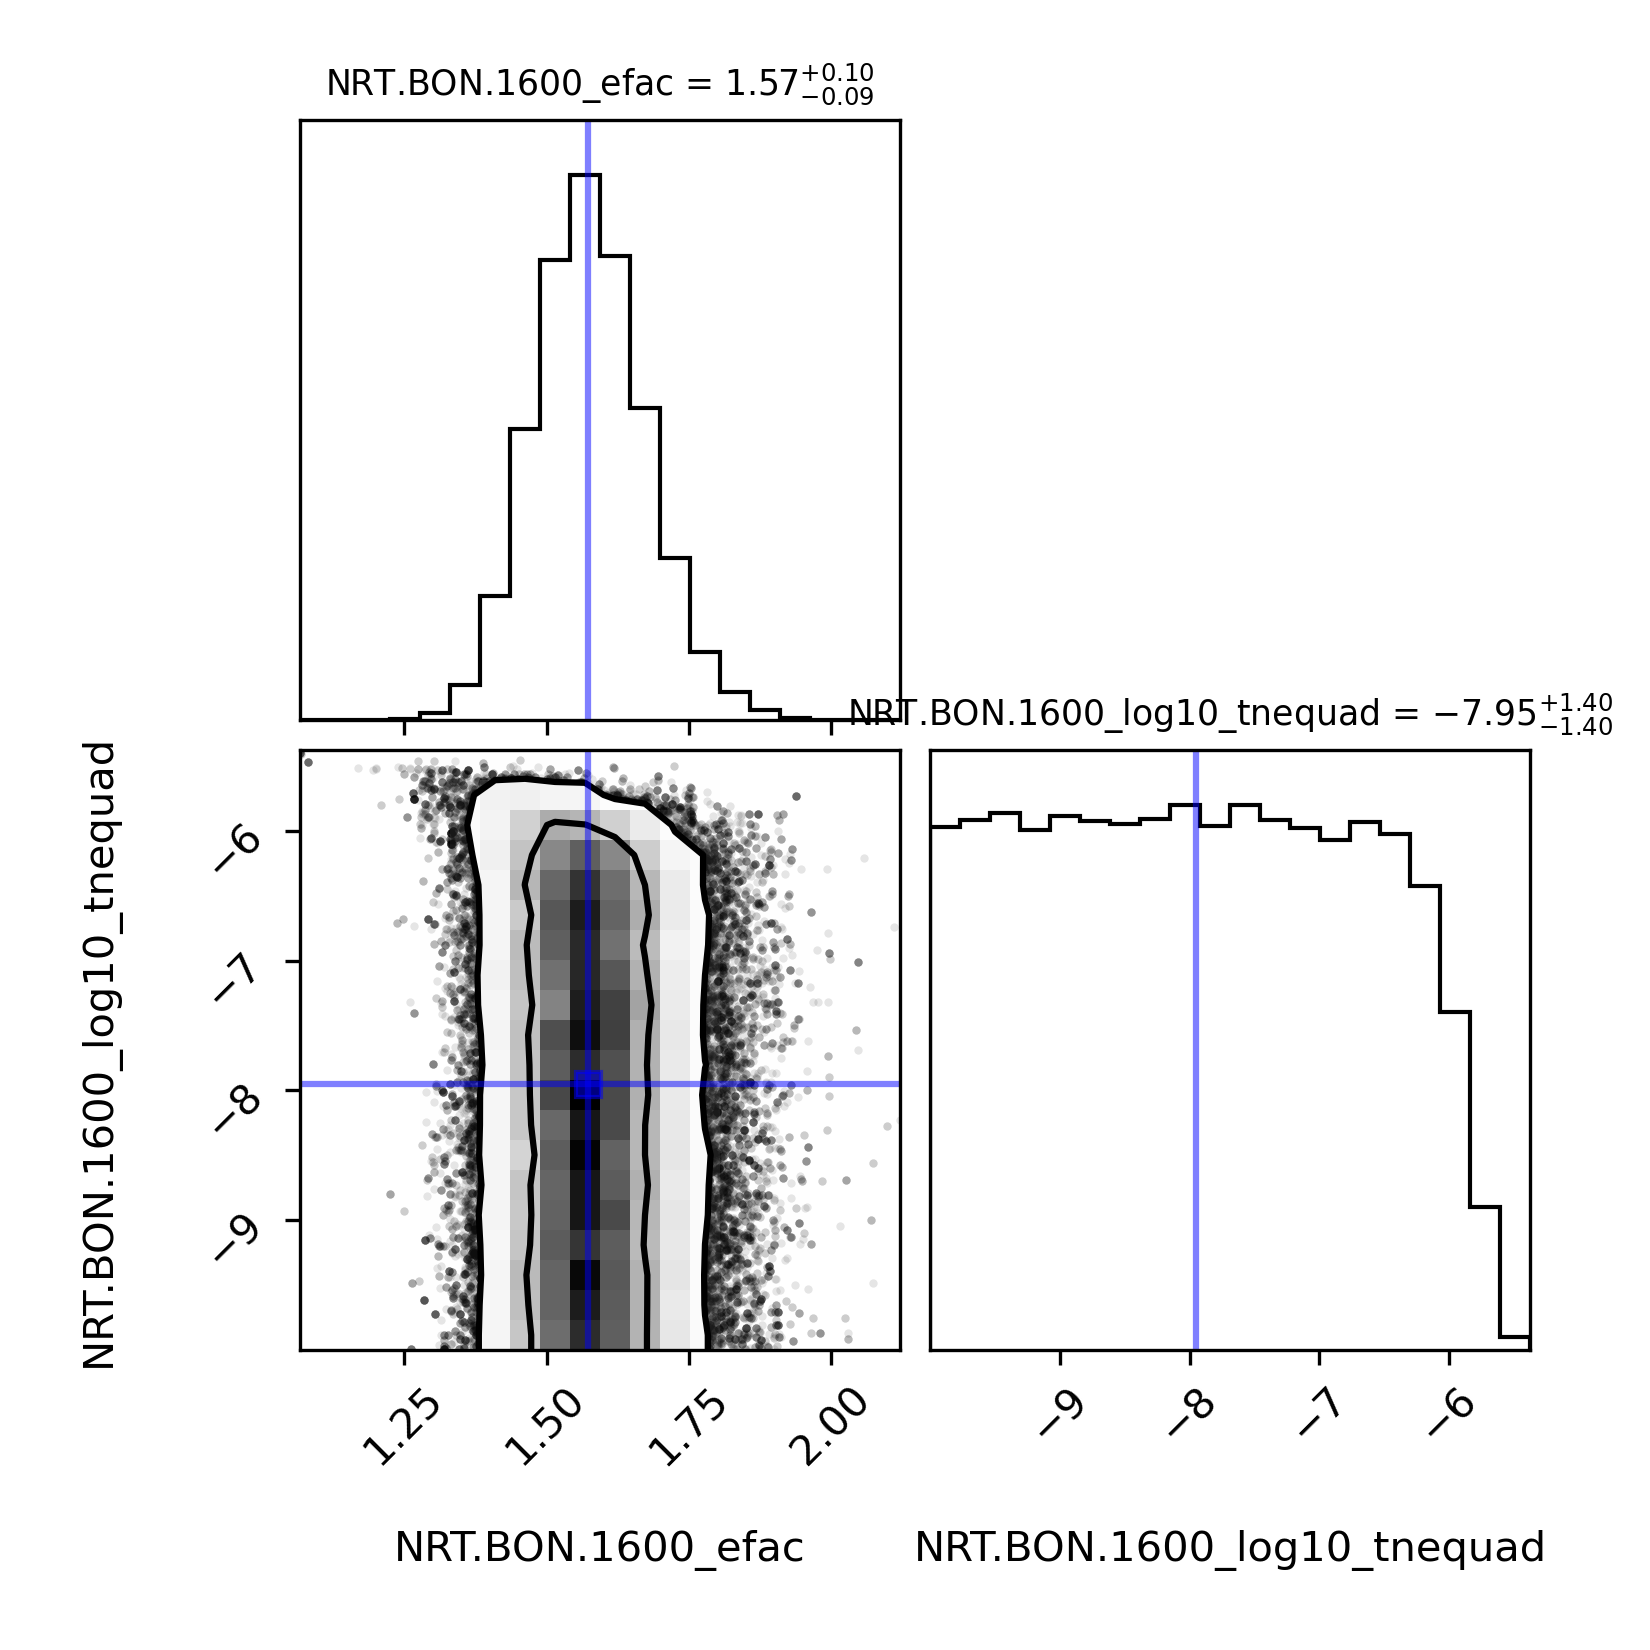 NRT.BON.1600_efac = 1.57+0.10 −0.09
NRT.BON.1600_log10_tnequad = −7.95+1.40 −1.40
NRT.BON.1600_log10_tnequad
−6
−7
−8
−9
1.25 1.50 1.75 2.00
−9 −8 −7 −6
NRT.BON.1600_efac
NRT.BON.1600_log10_tnequad